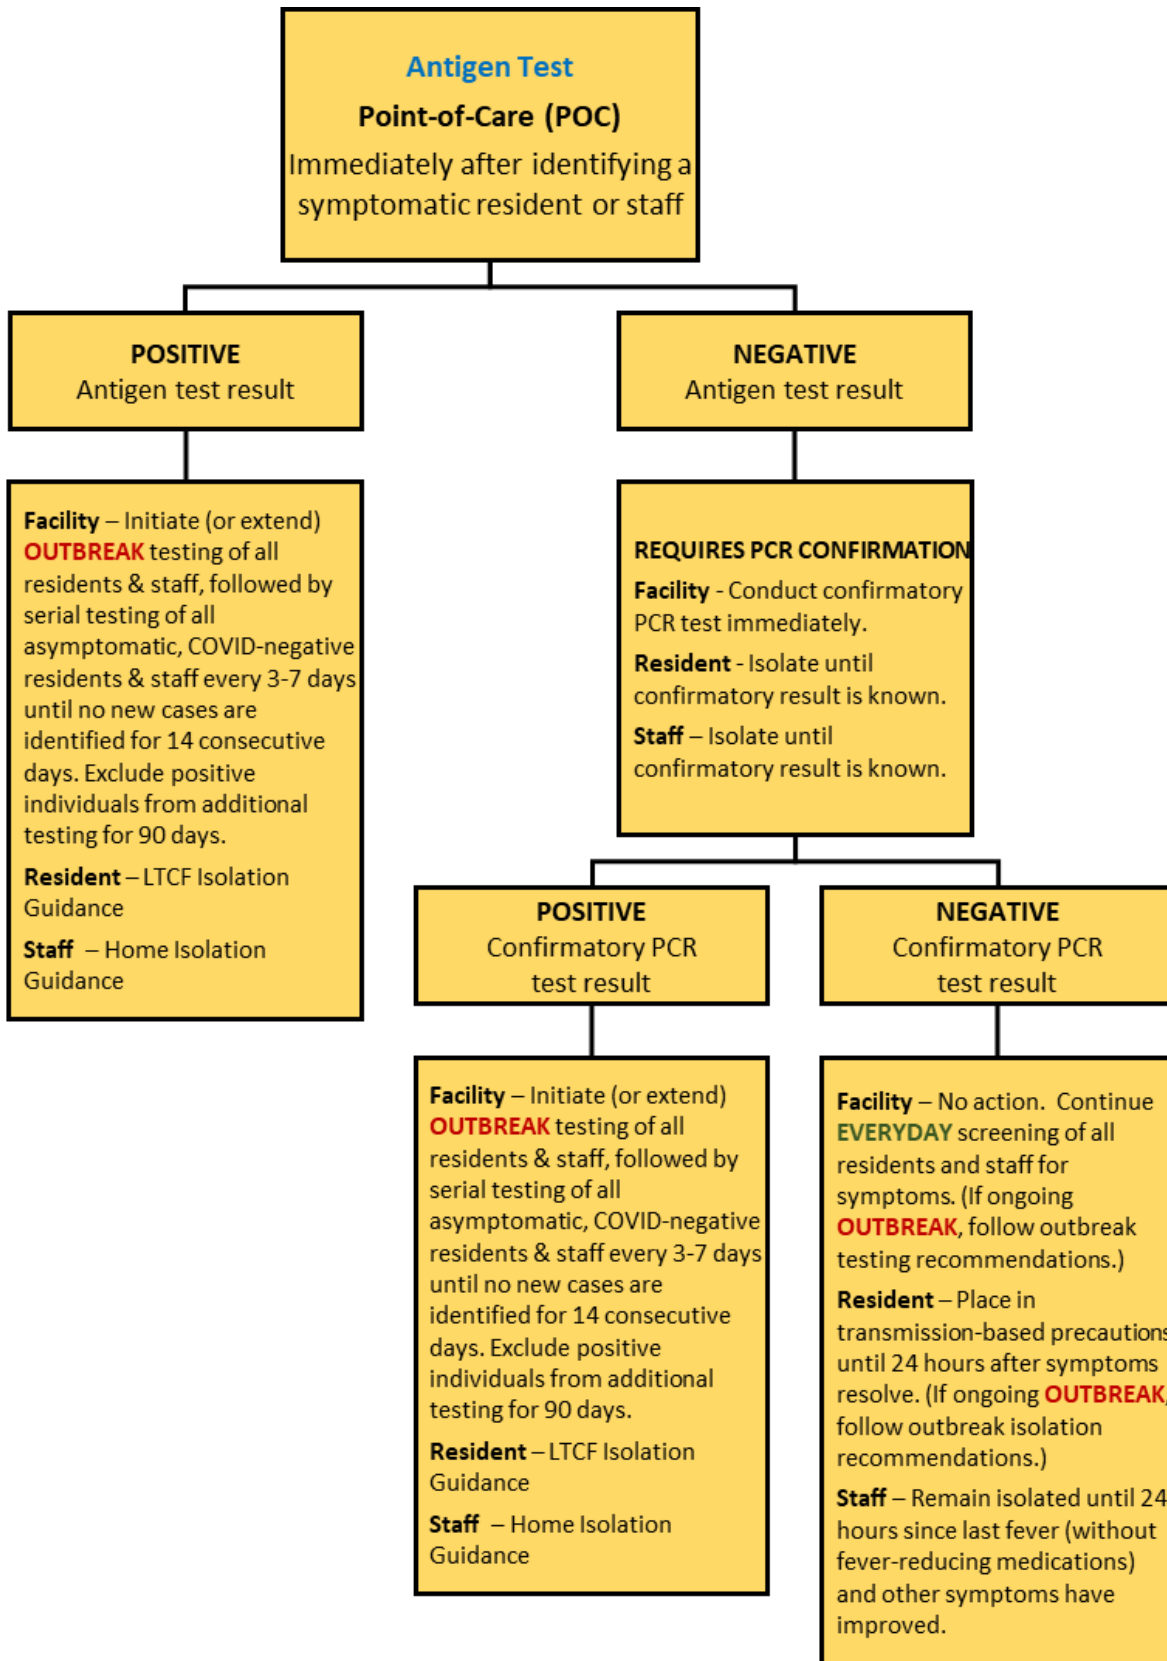 Antigen Test
Point-of-Care (POC)
Immediately after identifying a
symptomatic resident or staff
POSITIVE
Antigen test result
NEGATIVE
Antigen test result
Facility – Initiate (or extend)
OUTBREAK testing of all
residents & staff, followed by
serial testing of all
asymptomatic, COVID-negative
residents & staff every 3-7 days
until no new cases are
identified for 14 consecutive
days. Exclude positive
individuals from additional
testing for 90 days.
Resident – LTCF Isolation
Guidance
Staff – Home Isolation
Guidance
REQUIRES PCR CONFIRMATION
Facility - Conduct confirmatory
PCR test immediately.
Resident - Isolate until
confirmatory result is known.
Staff – Isolate until
confirmatory result is known.
POSITIVE
Confirmatory PCR
test result
NEGATIVE
Confirmatory PCR
test result
Facility – Initiate (or extend)
OUTBREAK testing of all
residents & staff, followed by
serial testing of all
asymptomatic, COVID-negative
residents & staff every 3-7 days
until no new cases are
identified for 14 consecutive
days. Exclude positive
individuals from additional
testing for 90 days.
Resident – LTCF Isolation
Guidance
Staff – Home Isolation
Guidance
Facility – No action. Continue
EVERYDAY screening of all
residents and staff for
symptoms. (If ongoing
OUTBREAK, follow outbreak
testing recommendations.)
Resident – Place in
transmission-based precautions
until 24 hours after symptoms
resolve. (If ongoing OUTBREAK,
follow outbreak isolation
recommendations.)
Staff – Remain isolated until 24
hours since last fever (without
fever-reducing medications)
and other symptoms have
improved.